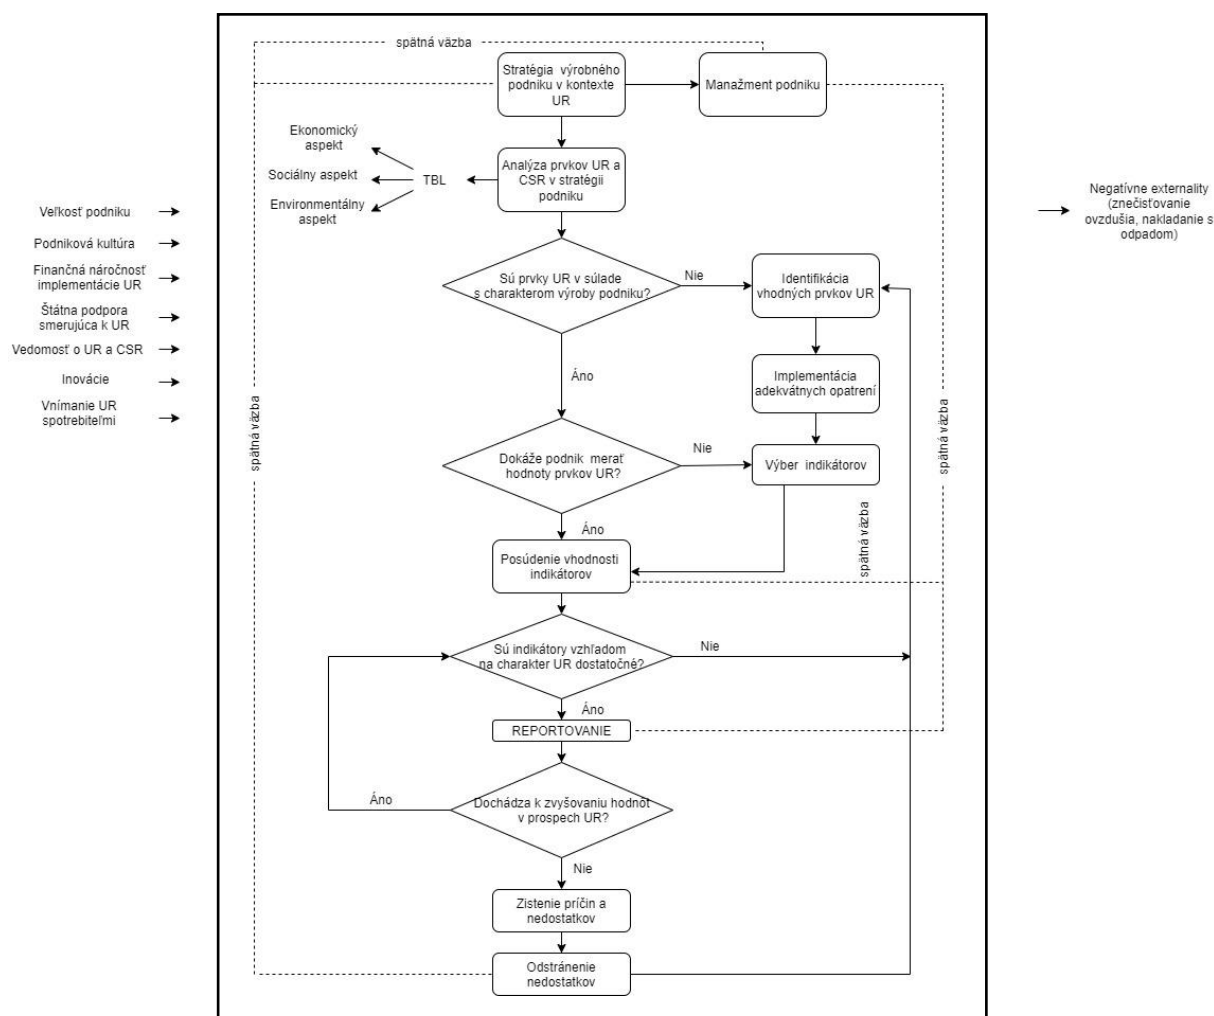 spätná väzba
Stratégia výrobného
podniku v kontexte
UR
Manažment podniku
Ekonomický
aspekt
Sociálny aspekt
Environmentálny
aspekt
TBL
Analýza prvkov UR a
CSR v stratégii
podniku
Veľkosť podniku
Podniková kultúra
Finančná náročnosť
implementácie UR
Štátna podpora
smerujúca k UR
Vedomosť o UR a CSR
Inovácie
Vnímanie UR
spotrebiteľmi
Negatívne externality
(znečisťovanie
ovzdušia, nakladanie s
odpadom)
Sú prvky UR v súlade
s charakterom výroby podniku?
Nie
Identifikácia
vhodných prvkov UR
Áno
Implementácia
adekvátnych opatrení
spätná väzba
spätná väzba
Dokáže podnik merať
hodnoty prvkov UR?
Nie
Výber indikátorov
Áno
spätná väzba
Posúdenie vhodnosti
indikátorov
Sú indikátory vzhľadom
na charakter UR dostatočné?
Nie
Áno
REPORTOVANIE
Dochádza k zvyšovaniu hodnôt
v prospech UR?
Áno
Nie
Zistenie príčin a
nedostatkov
Odstránenie
nedostatkov